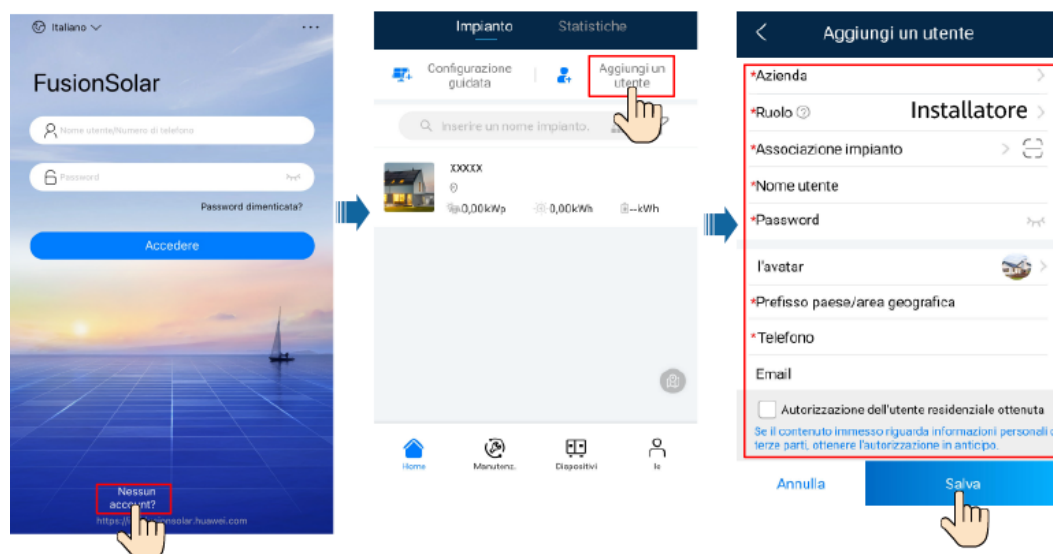 Italiano
...
FusionSolar
Nome utente/Numero di telefono
Password
Password dimenticata?
Accedere
Nessun
account?
Impianto Statistiche
Configurazione
guidata
Aggiungi un
utente
Inserire un nome impianto.
XXXXX
0,00kWp 0,00kWh --kWh
Home Manutenz. Dispositivi Io
Aggiungi un utente
*Azienda
*Ruolo Installatore
*Associazione impianto
*Nome utente
*Password
l'avatar
*Prefisso paese/area geografica
*Telefono
Email
Autorizzazione dell'utente residenziale ottenuta
Se il contenuto immesso riguarda informazioni personali
terze parti, ottenere l'autorizzazione in anticipo.
Annulla Salva